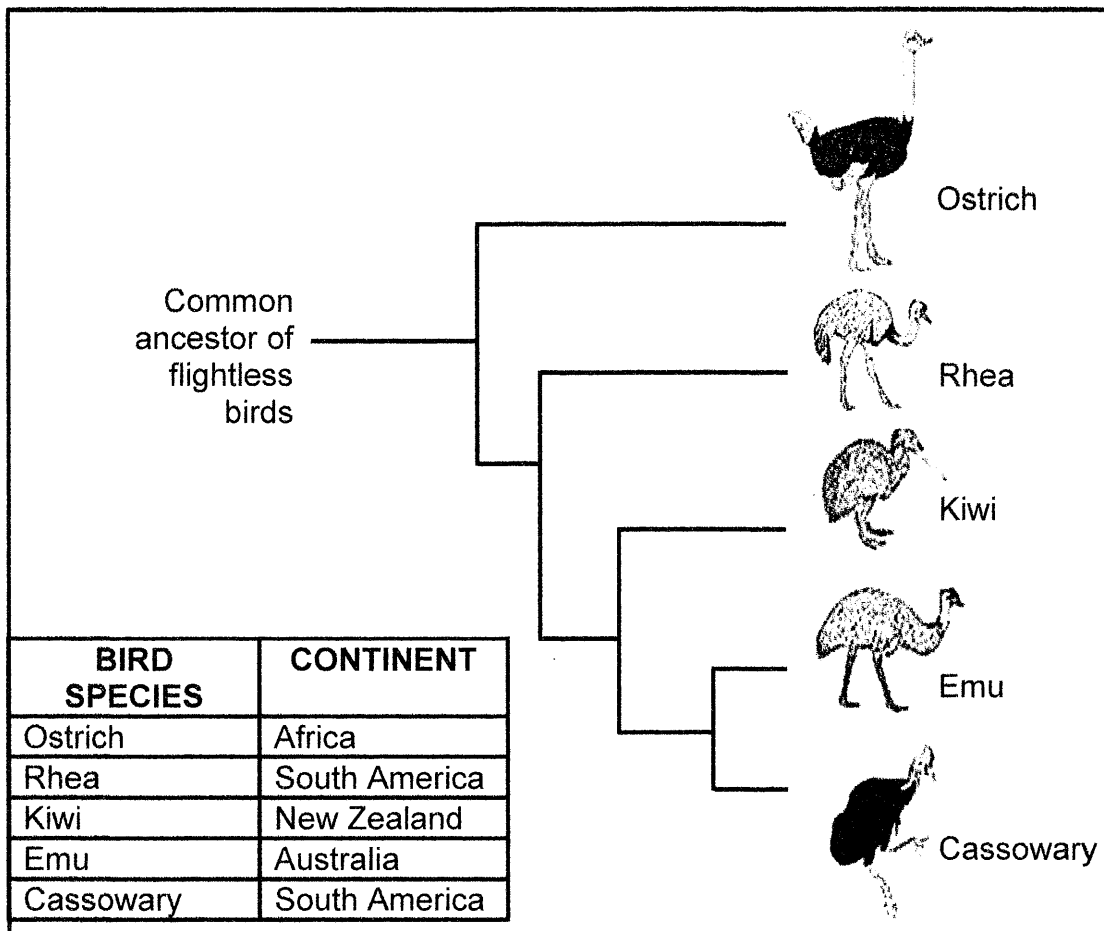 Ostrich
Common
ancestor of
flightless
birds
Rhea
Kiwi
Emu
Cassowary
BIRD SPECIES CONTINENT
Ostrich Africa
Rhea South America
Kiwi New Zealand
Emu Australia
Cassowary South America